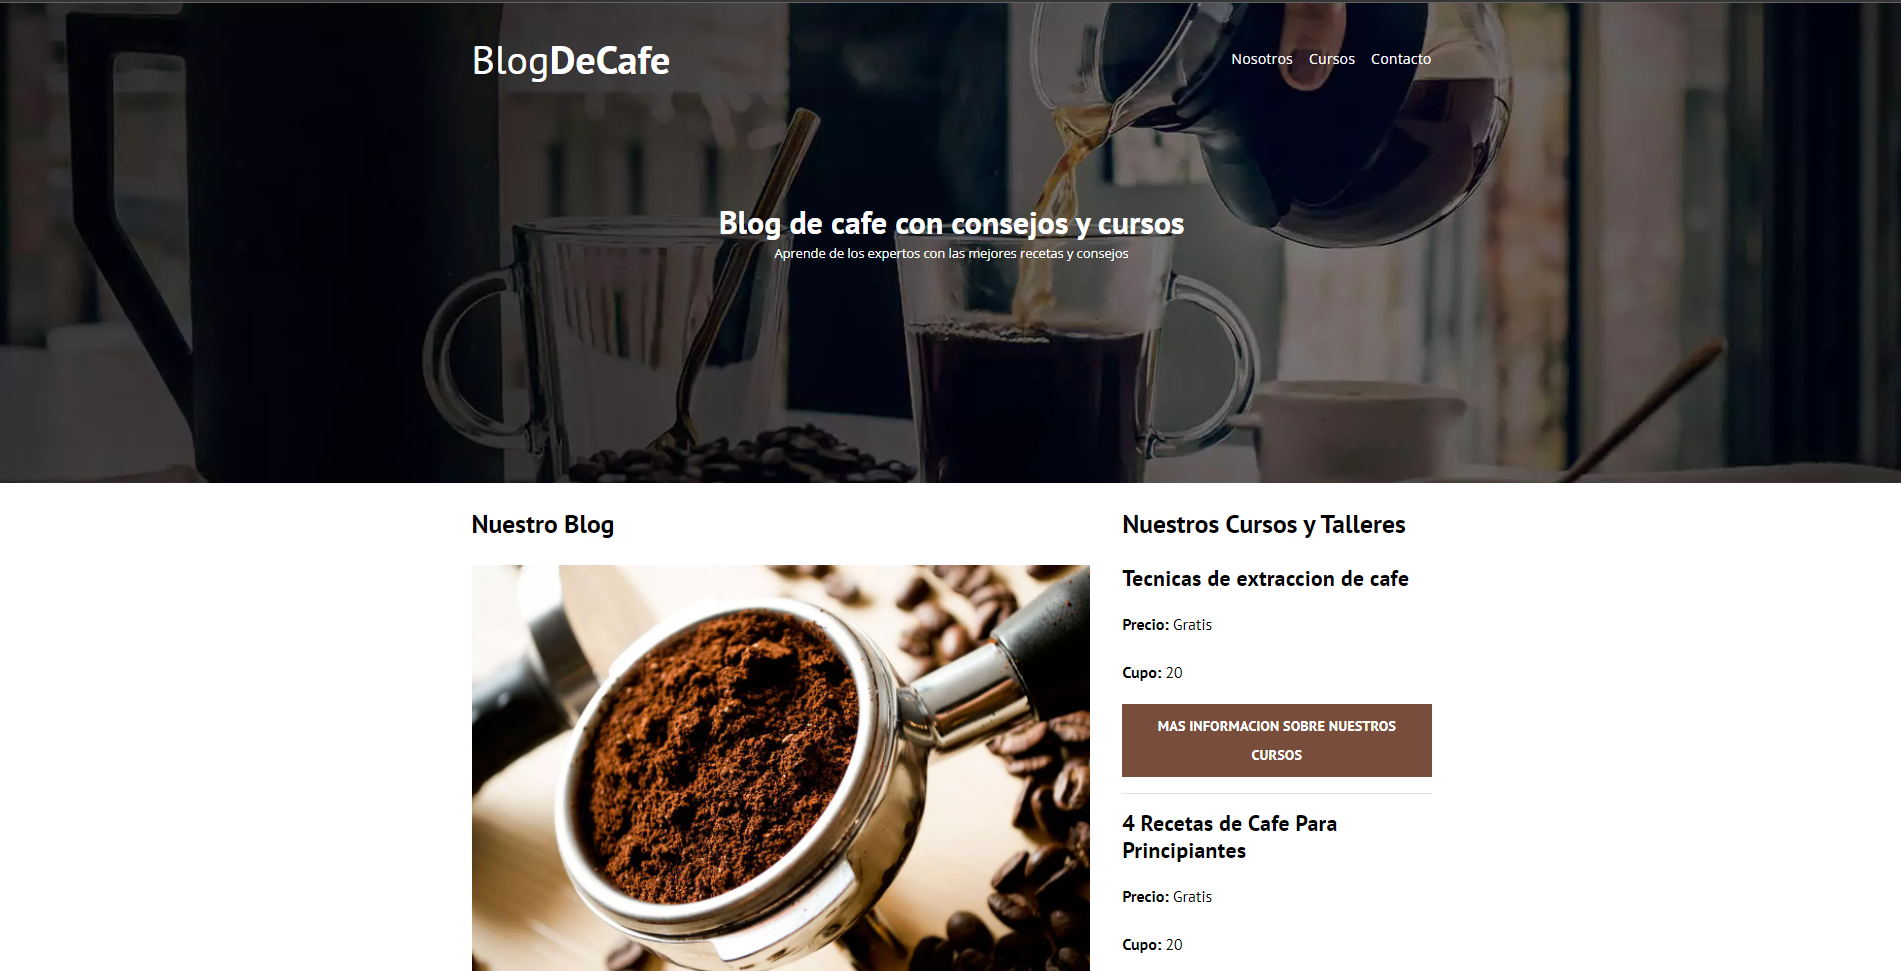 BlogDeCafe
Nosotros Cursos Contacto
Blog de cafe con consejos y cursos
Aprende de los expertos con las mejores recetas y consejos
Nuestro Blog
Nuestros Cursos y Talleres
Tecnicas de extraccion de cafe
Precio: Gratis
Cupo: 20
MAS INFORMACION SOBRE NUESTROS
CURSOS
4 Recetas de Cafe Para
Principiantes
Precio: Gratis
Cupo: 20